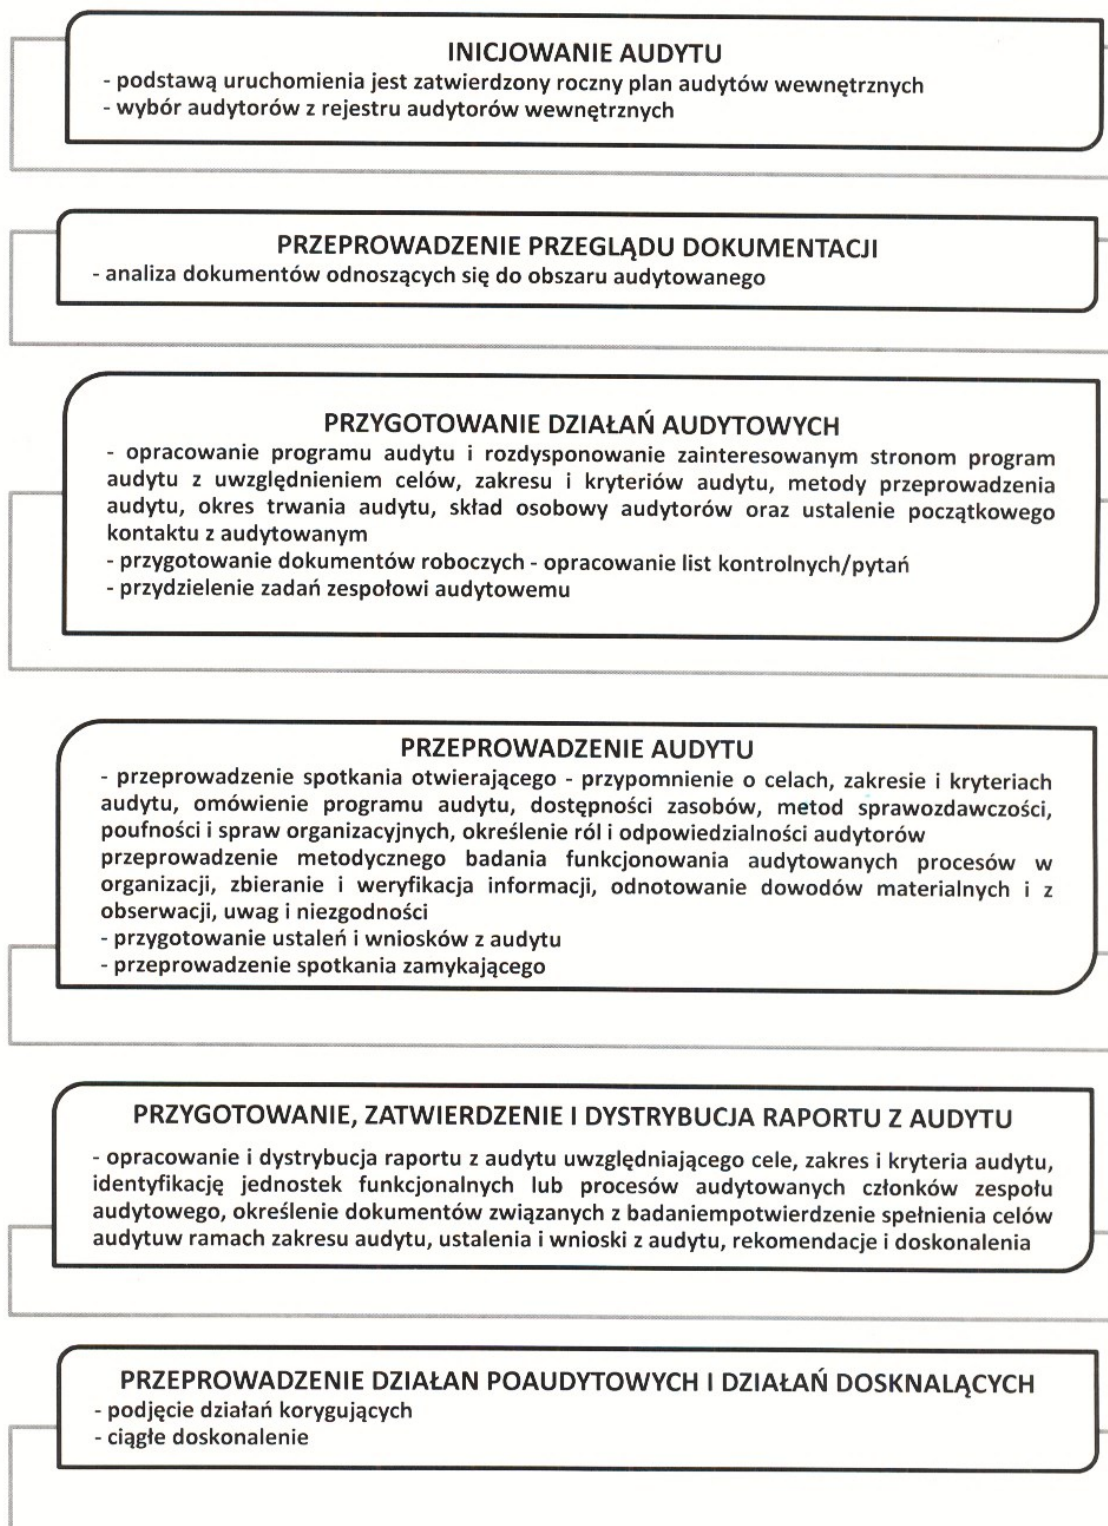 INICJOWANIE AUDYTU
- podstawą uruchomienia jest zatwierdzony roczny plan audytów wewnętrznych
- wybór audytorów z rejestru audytorów wewnętrznych
PRZEPROWADZENIE PRZEGLĄDU DOKUMENTACJI
- analiza dokumentów odnoszących się do obszaru audytowanego
PRZYGOTOWANIE DZIAŁAŃ AUDYTOWYCH
- opracowanie programu audytu i rozdysponowanie zainteresowanym stronom program
audytu z uwzględnieniem celów, zakresu i kryteriów audytu, metody przeprowadzenia
audytu, okres trwania audytu, skład osobowy audytorów oraz ustalenie początkowego
kontaktu z audytowanym
- przygotowanie dokumentów roboczych - opracowanie list kontrolnych/pytań
- przydzielenie zadań zespołowi audytowemu
PRZEPROWADZENIE AUDYTU
- przeprowadzenie spotkania otwierającego - przypomnienie o celach, zakresie i kryteriach
audytu, omówienie programu audytu, dostępności zasobów, metod sprawozdawczości,
poufności i spraw organizacyjnych, określenie ról i odpowiedzialności audytorów
przeprowadzenie metodycznego badania funkcjonowania audytowanych procesów w
organizacji, zbieranie i weryfikacja informacji, odnotowanie dowodów materialnych i z
obserwacji, uwag i niezgodności
- przygotowanie ustaleń i wniosków z audytu
- przeprowadzenie spotkania zamykającego
PRZYGOTOWANIE, ZATWIERDZENIE I DYSTRYBUCJA RAPORTU Z AUDYTU
- opracowanie i dystrybucja raportu z audytu uwzględniającego cele, zakres i kryteria audytu,
identyfikację jednostek funkcjonalnych lub procesów audytowanych członków zespołu
audytowego, określenie dokumentów związanych z badaniempotwierdzenie spełnienia celów
audytuw ramach zakresu audytu, ustalenia i wnioski z audytu, rekomendacje i doskonalenia
PRZEPROWADZENIE DZIAŁAN POAUDYTOWYCH I DZIAŁAŃ DOSKNALĄCYCH
- podjęcie działań korygujących
- ciągłe doskonalenie